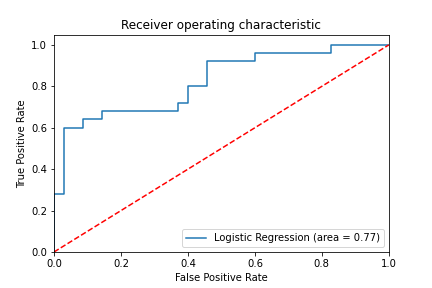 Receiver operating characteristic
True Positive Rate
1.0
0.8
0.6
0.4
0.2
0.0
Logistic Regression (area = 0.77)
0.0 0.2 0.4 0.6 0.8 1.0
False Positive Rate